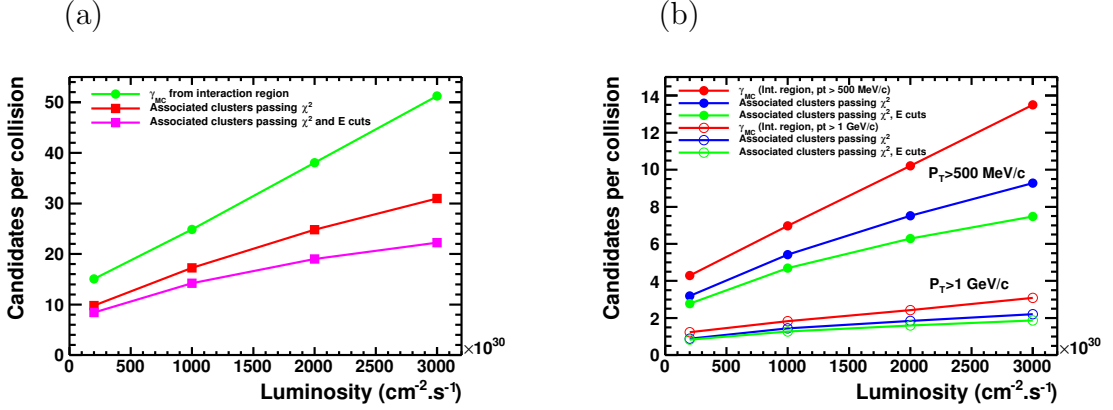 (a)
(b)
Candidates per collision
50
40
30
20
10
0
γMC from interaction region
Associated clusters passing χ²
Associated clusters passing χ² and E cuts
0 500 1000 1500 2000 2500 3000
×10³⁰
Luminosity (cm⁻².s⁻¹)
Candidates per collision
14
12
10
8
6
4
2
0
γMC (Int. region, pt > 500 MeV/c)
Associated clusters passing χ²
Associated clusters passing χ², E cuts
γMC (Int. region, pt > 1 GeV/c)
Associated clusters passing χ²
Associated clusters passing χ², E cuts
PT>500 MeV/c
PT>1 GeV/c
0 500 1000 1500 2000 2500 3000
×10³⁰
Luminosity (cm⁻².s⁻¹)